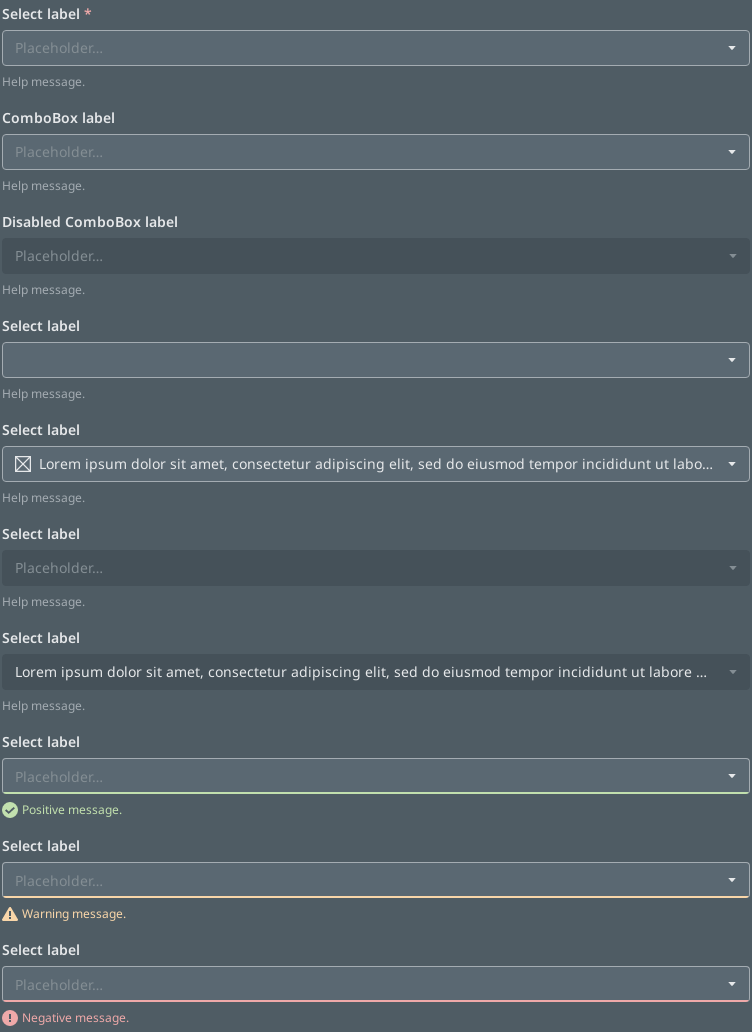 Select label *
Placeholder...
Help message.
ComboBox label
Placeholder...
Help message.
Disabled ComboBox label
Placeholder...
Help message.
Select label
Help message.
Select label
Lorem ipsum dolor sit amet, consectetur adipiscing elit, sed do eiusmod tempor incididunt ut labo...
Help message.
Select label
Placeholder...
Help message.
Select label
Lorem ipsum dolor sit amet, consectetur adipiscing elit, sed do eiusmod tempor incididunt ut labore ...
Help message.
Select label
Placeholder...
Positive message.
Select label
Placeholder...
Warning message.
Select label
Placeholder...
Negative message.